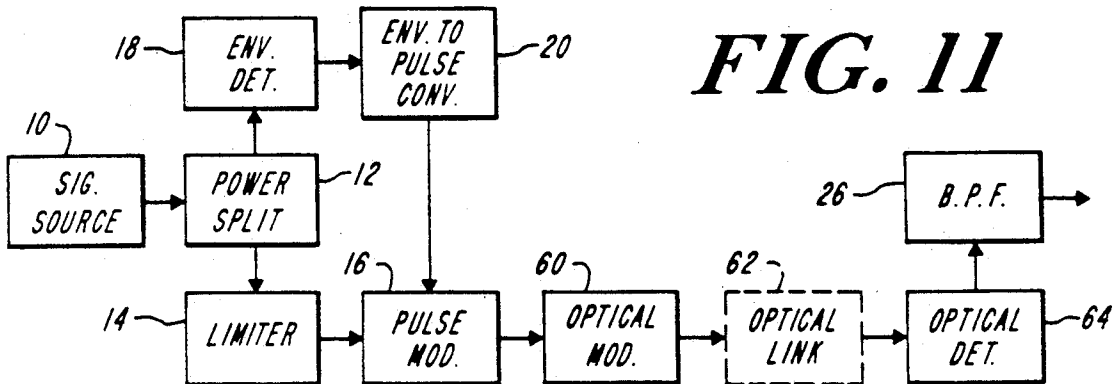 18
ENV.
DET.
ENV. TO
PULSE
CONV.
20
FIG. 11
10
SIG.
SOURCE
POWER
SPLIT
12
26
B.P.F.
14
LIMITER
16
PULSE
MOD.
60
OPTICAL
MOD.
62
OPTICAL
LINK
OPTICAL
DET.
64